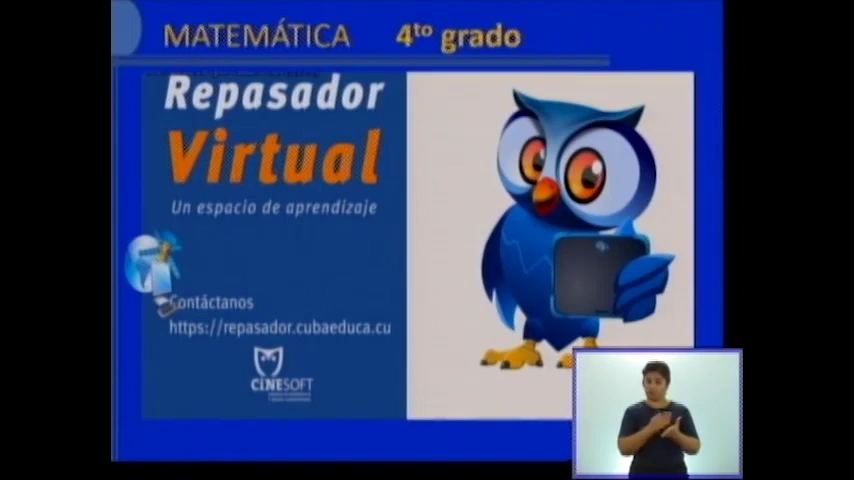 MATEMÁTICA 4to grado
Repasador
Virtual
Un espacio de aprendizaje
Contáctanos
https://repasador.cubaeduca.cu
CINESOFT